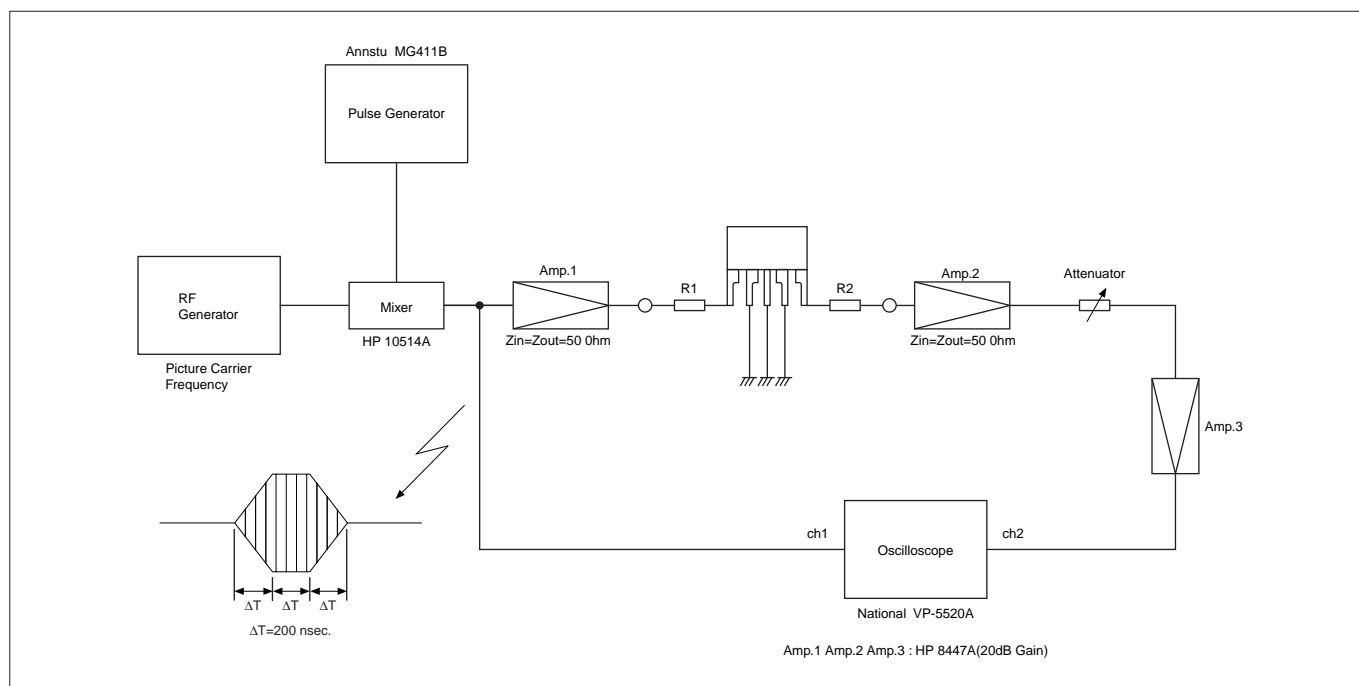 Annstu MG411B
Pulse Generator
RF
Generator
Picture Carrier
Frequency
Mixer
HP 10514A
Amp.1
Zin=Zout=50 0hm
R1
R2
Amp.2
Zin=Zout=50 0hm
Attenuator
Amp.3
ch1
Oscilloscope
ch2
National VP-5520A
ΔT ΔT ΔT
ΔT=200 nsec.
Amp.1 Amp.2 Amp.3 : HP 8447A(20dB Gain)